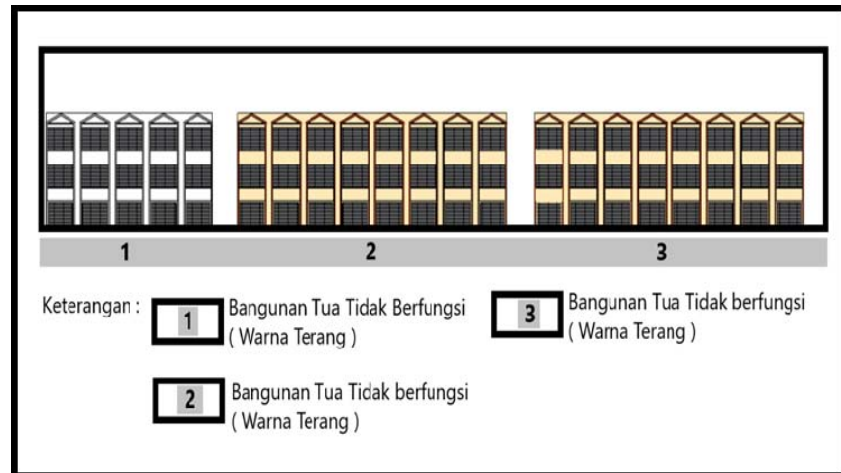 1 2 3
Keterangan :
1 Bangunan Tua Tidak Berfungsi
( Warna Terang )
2 Bangunan Tua Tidak berfungsi
( Warna Terang )
3 Bangunan Tua Tidak berfungsi
( Warna Terang )